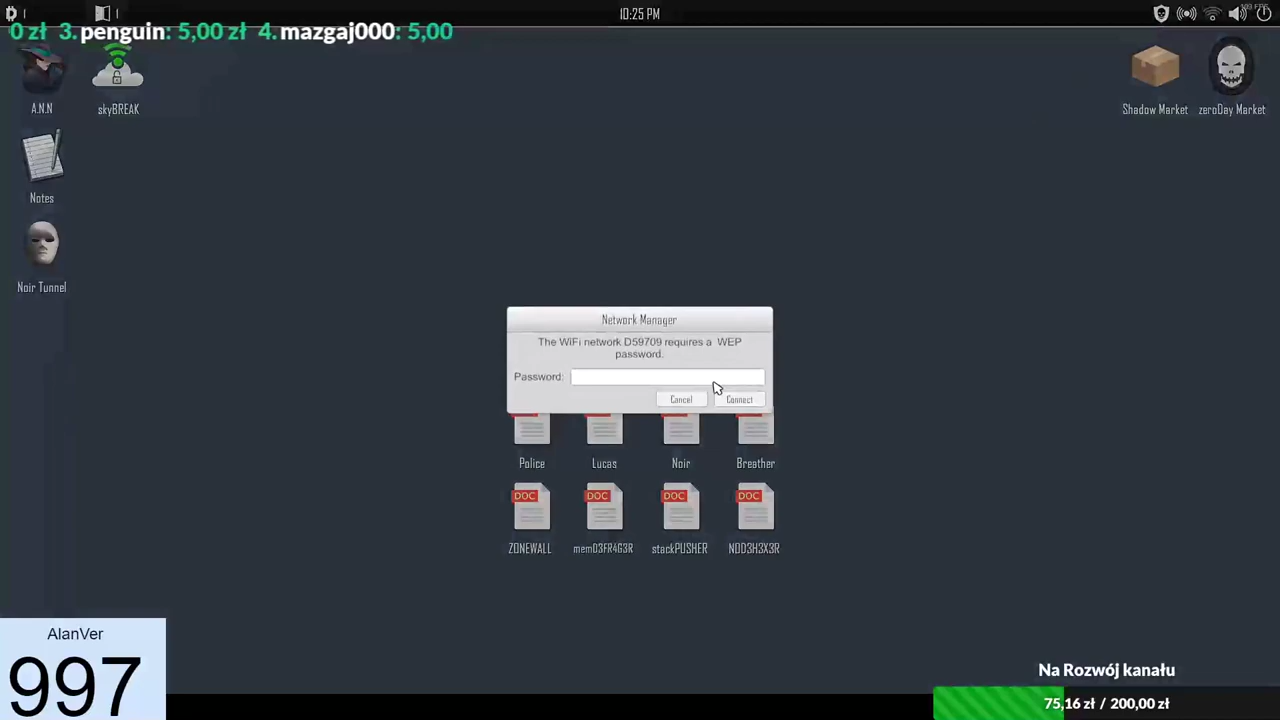 10:25 PM
0 zł 3.penguin: 5,00 zł 4.mazgaj000: 5,00
A.N.N
skyBREAK
Shadow Market
zeroDay Market
Notes
Noir Tunnel
Network Manager
The WiFi network D59709 requires a WEP
password.
Password:
Cancel
Connect
Police
Lucas
Noir
Breather
DOC
DOC
DOC
DOC
ZONEWALL
memD3FR4G3R
stackPUSHER
NODD3H3X3R
AlanVer
997
Na Rozwój kanału
75,16 zł / 200,00 zł